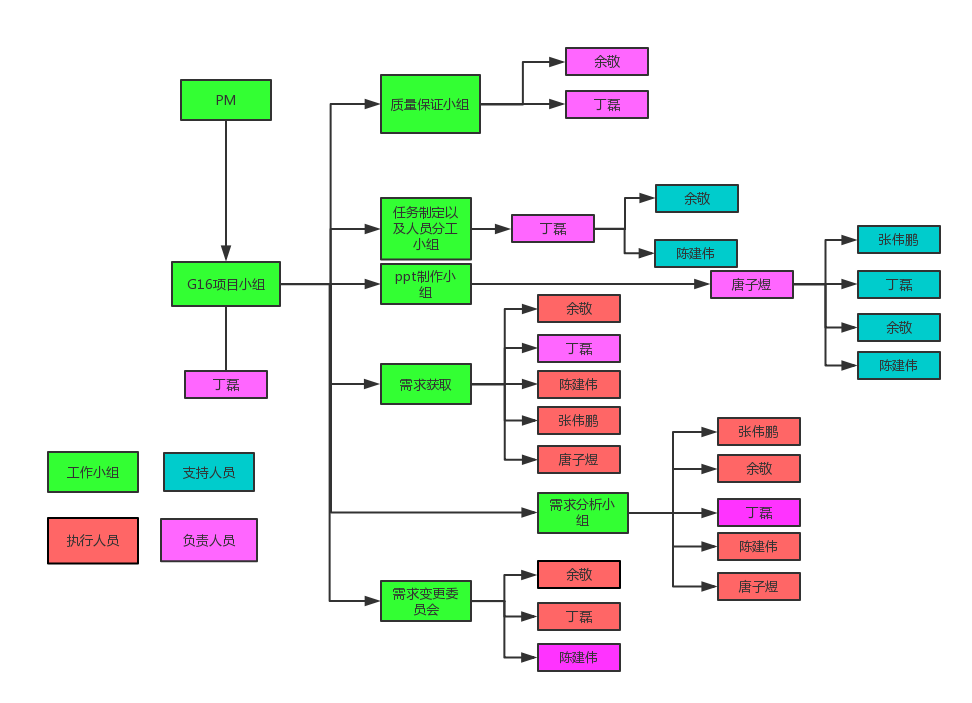 PM
G16项目小组
丁磊
质量保证小组
余敬
丁磊
任务制定以
及人员分工
小组
丁磊
余敬
陈建伟
ppt制作小
组
唐子煜
张伟鹏
丁磊
余敬
陈建伟
需求获取
余敬
丁磊
陈建伟
张伟鹏
唐子煜
需求分析小
组
张伟鹏
余敬
丁磊
陈建伟
唐子煜
需求变更委
员会
余敬
丁磊
陈建伟
工作小组
支持人员
执行人员
负责人员